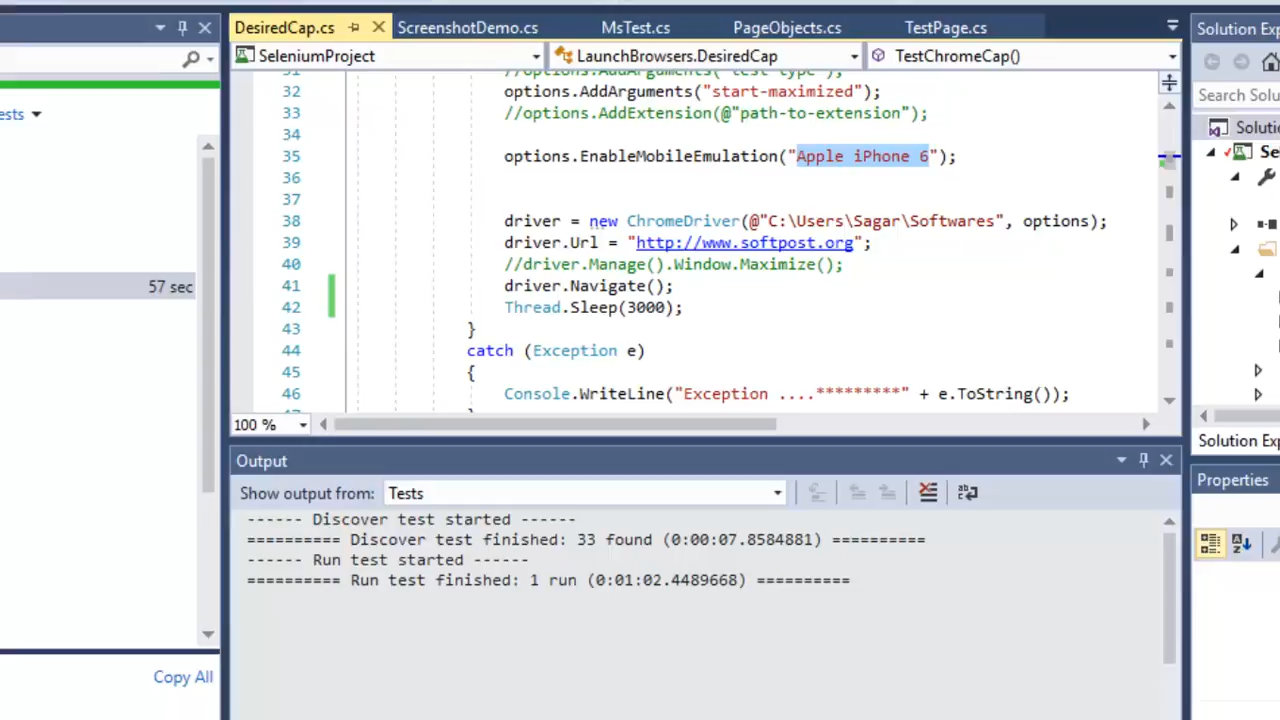 DesiredCap.cs
ScreenshotDemo.cs
MsTest.cs
PageObjects.cs
TestPage.cs
Solution Exp
SeleniumProject
LaunchBrowsers.DesiredCap
TestChromeCap()
Search Solu
ests
57 sec
Copy All
31 //options.AddArguments("test-type");
32 options.AddArguments("start-maximized");
33 //options.AddExtension(@"path-to-extension");
34
35 options.EnableMobileEmulation("Apple iPhone 6");
36
37
38 driver = new ChromeDriver(@"C:\Users\Sagar\Softwares", options);
39 driver.Url = "http://www.softpost.org";
40 //driver.Manage().Window.Maximize();
41 driver.Navigate();
42 Thread.Sleep(3000);
43 }
44 catch (Exception e)
45 {
46 Console.WriteLine("Exception ....*********" + e.ToString());
100 %
Solutio
Se
Solution Exp
Properties
Output
Show output from: Tests
------ Discover test started ------
========== Discover test finished: 33 found (0:00:07.8584881) ==========
------ Run test started ------
========== Run test finished: 1 run (0:01:02.4489668) ==========